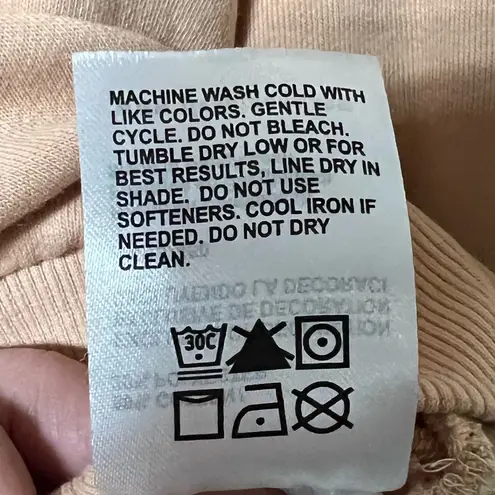 MACHINE WASH COLD WITH
LIKE COLORS. GENTLE
CYCLE. DO NOT BLEACH.
TUMBLE DRY LOW OR FOR
BEST RESULTS, LINE DRY IN
SHADE. DO NOT USE
SOFTENERS. COOL IRON IF
NEEDED. DO NOT DRY
CLEAN.
30C